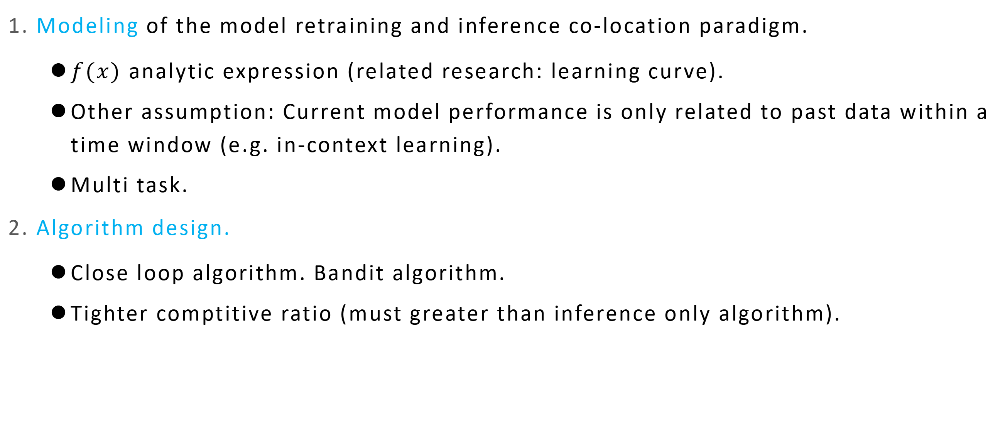 1. Modeling of the model retraining and inference co-location paradigm.
● f(x) analytic expression (related research: learning curve).
● Other assumption: Current model performance is only related to past data within a
time window (e.g. in-context learning).
● Multi task.
2. Algorithm design.
● Close loop algorithm. Bandit algorithm.
● Tighter comptitive ratio (must greater than inference only algorithm).